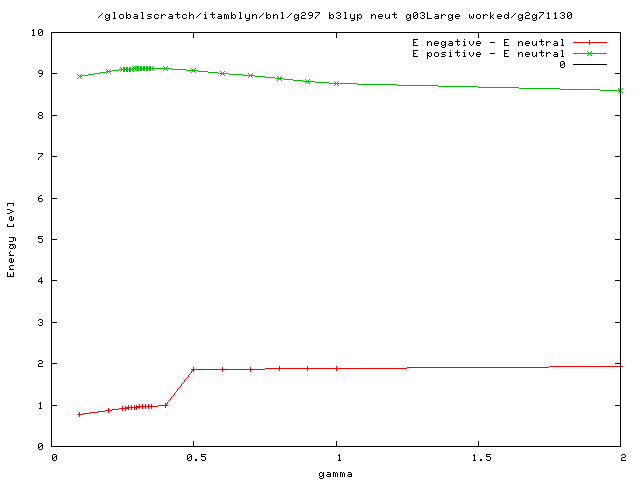 /globalscratch/itamblyn/bnl/g297 b3lyp neut g03Large worked/g2g71130
E negative - E neutral
E positive - E neutral
0
10
9
8
7
6
5
4
3
2
1
0
Energy [eV]
0 0.5 1 1.5 2
gamma